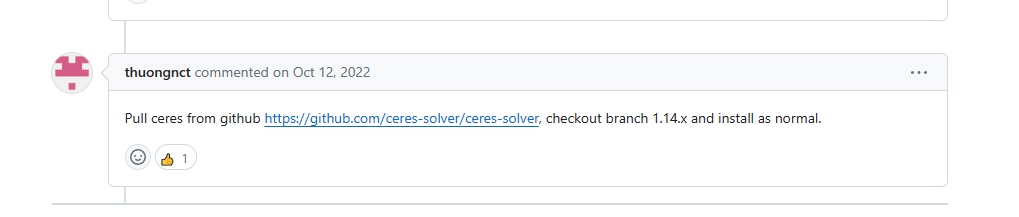 thuongnct commented on Oct 12, 2022
Pull ceres from github https://github.com/ceres-solver/ceres-solver, checkout branch 1.14.x and install as normal.
👍 1